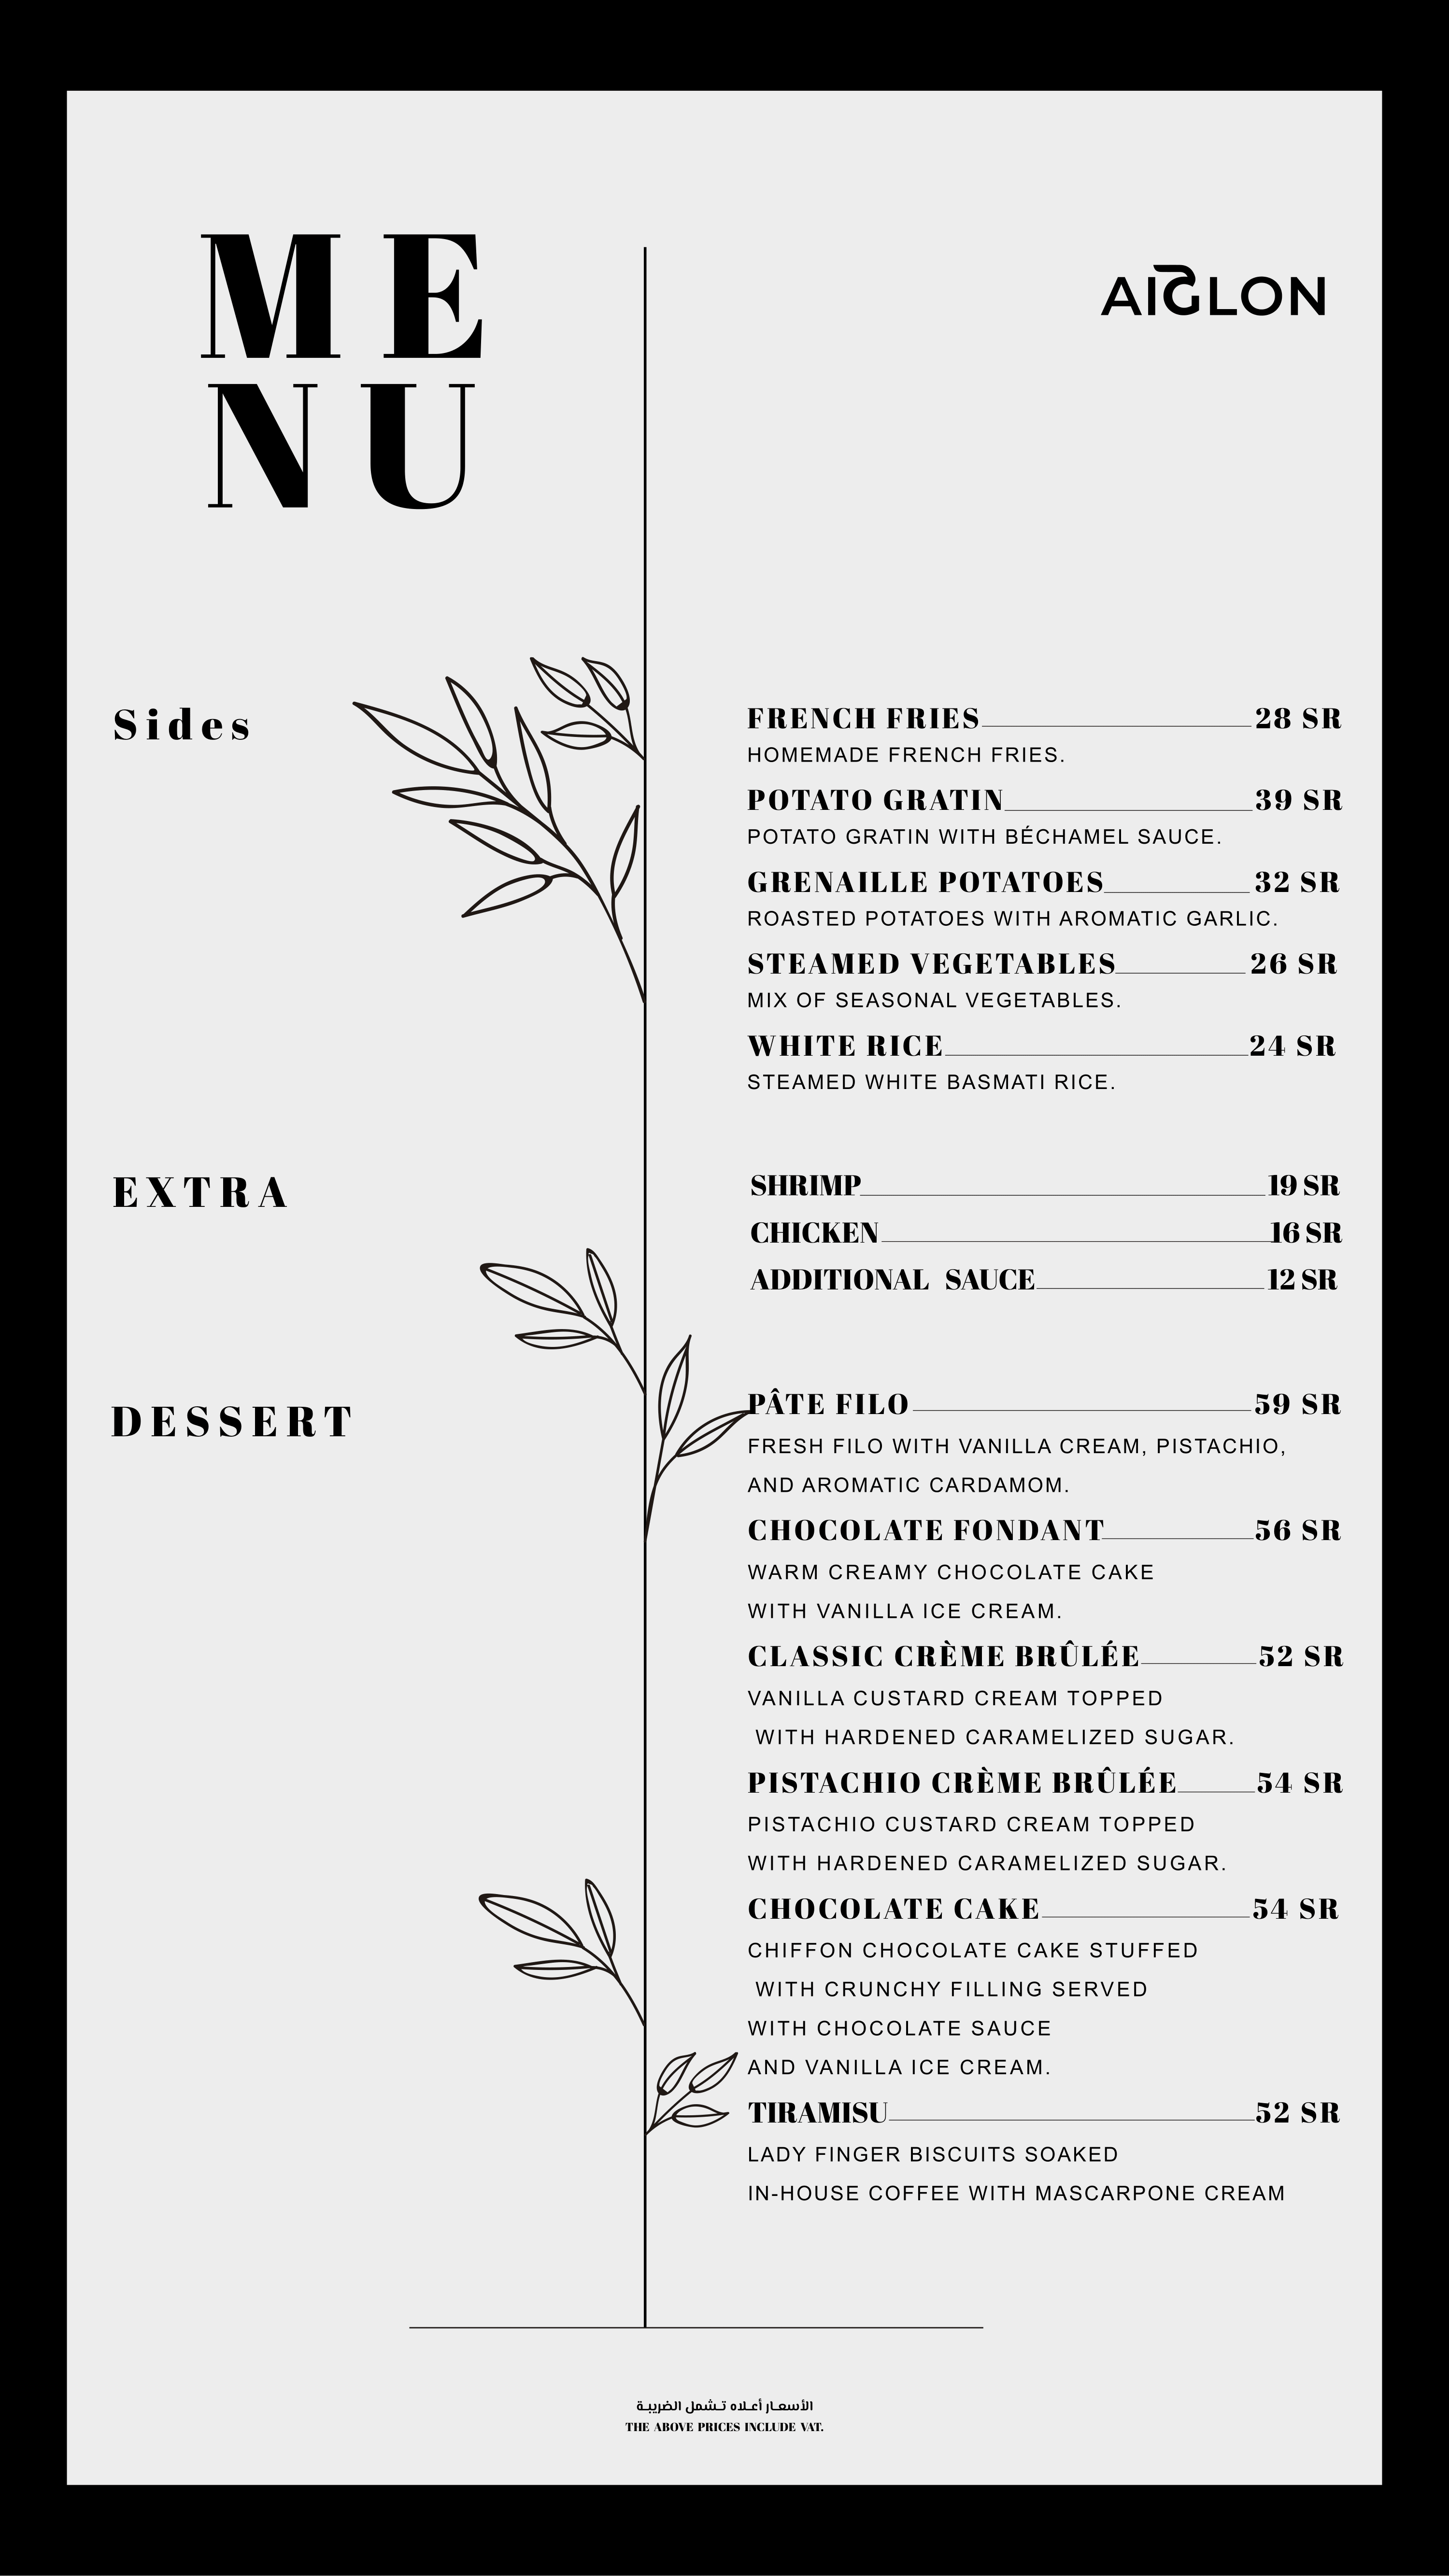 ME
NU
AIGLON
Sides
FRENCH FRIES 28 SR
HOMEMADE FRENCH FRIES.
POTATO GRATIN 39 SR
POTATO GRATIN WITH BÉCHAMEL SAUCE.
GRENAILLE POTATOES 32 SR
ROASTED POTATOES WITH AROMATIC GARLIC.
STEAMED VEGETABLES 26 SR
MIX OF SEASONAL VEGETABLES.
WHITE RICE 24 SR
STEAMED WHITE BASMATI RICE.
EXTRA
SHRIMP 19 SR
CHICKEN 16 SR
ADDITIONAL SAUCE 12 SR
DESSERT
PÂTE FILO 59 SR
FRESH FILO WITH VANILLA CREAM, PISTACHIO,
AND AROMATIC CARDAMOM.
CHOCOLATE FONDANT 56 SR
WARM CREAMY CHOCOLATE CAKE
WITH VANILLA ICE CREAM.
CLASSIC CRÈME BRÛLÉE 52 SR
VANILLA CUSTARD CREAM TOPPED
WITH HARDENED CARAMELIZED SUGAR.
PISTACHIO CRÈME BRÛLÉE 54 SR
PISTACHIO CUSTARD CREAM TOPPED
WITH HARDENED CARAMELIZED SUGAR.
CHOCOLATE CAKE 54 SR
CHIFFON CHOCOLATE CAKE STUFFED
WITH CRUNCHY FILLING SERVED
WITH CHOCOLATE SAUCE
AND VANILLA ICE CREAM.
TIRAMISU 52 SR
LADY FINGER BISCUITS SOAKED
IN-HOUSE COFFEE WITH MASCARPONE CREAM
الأسعـار أعـلاه تـشمل الضريبـة
THE ABOVE PRICES INCLUDE VAT.